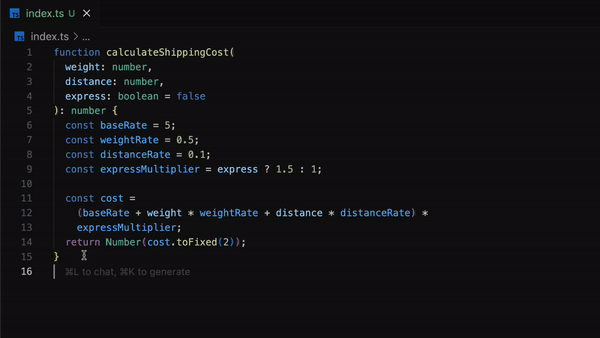 TS index.ts U ×
TS index.ts > ...
1 function calculateShippingCost(
2   weight: number,
3   distance: number,
4   express: boolean = false
5 ): number {
6   const baseRate = 5;
7   const weightRate = 0.5;
8   const distanceRate = 0.1;
9   const expressMultiplier = express ? 1.5 : 1;
10
11   const cost =
12     (baseRate + weight * weightRate + distance * distanceRate) *
13     expressMultiplier;
14   return Number(cost.toFixed(2));
15 }
16   ⌘L to chat, ⌘K to generate